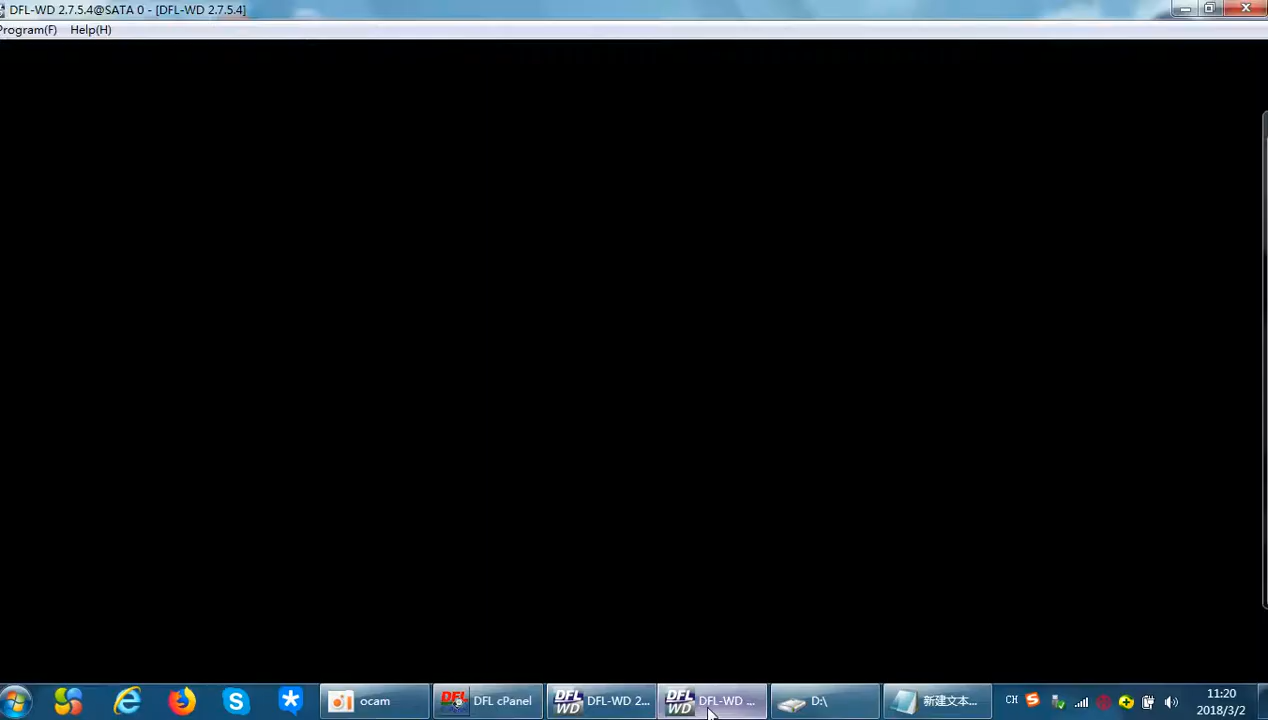 DFL-WD 2.7.5.4@SATA 0 - [DFL-WD 2.7.5.4]
Program(F) Help(H)
ocam
DFL cPanel
DFL WD
DFL-WD 2...
DFL WD
DFL-WD ...
D:\
新建文本...
CH
11:20
2018/3/2